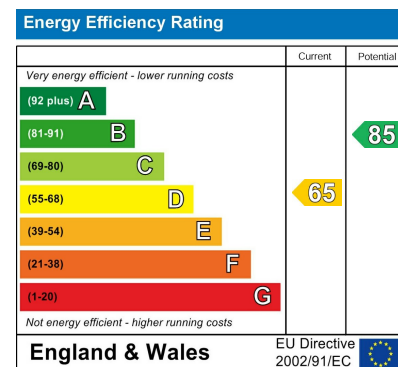 Energy Efficiency Rating
Current Potential
Very energy efficient - lower running costs
(92 plus) A
(81-91) B
85
(69-80) C
(55-68) D
65
(39-54) E
(21-38) F
(1-20) G
Not energy efficient - higher running costs
England & Wales
EU Directive
2002/91/EC